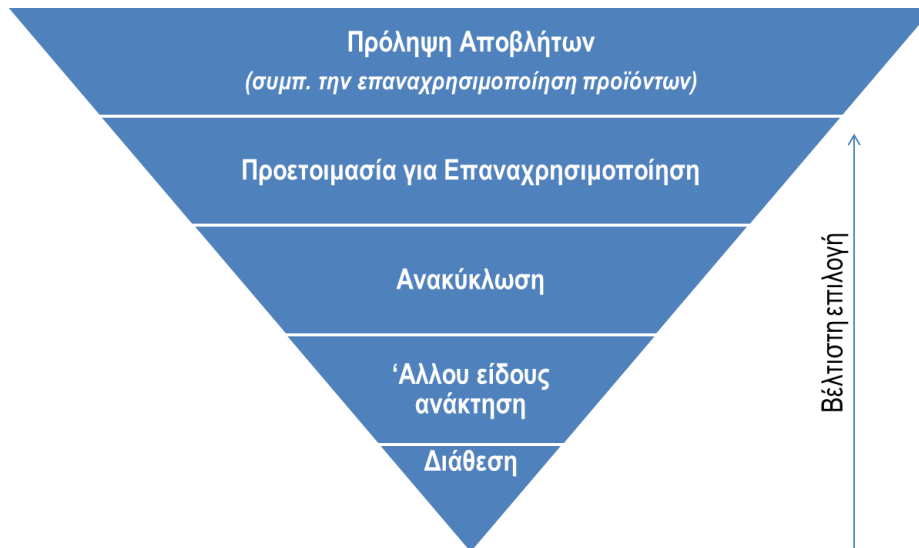 Πρόληψη Αποβλήτων
(συμπ. την επαναχρησιμοποίηση προϊόντων)
Προετοιμασία για Επαναχρησιμοποίηση
Ανακύκλωση
‘Αλλου είδους
ανάκτηση
Διάθεση
Βέλτιστη επιλογή